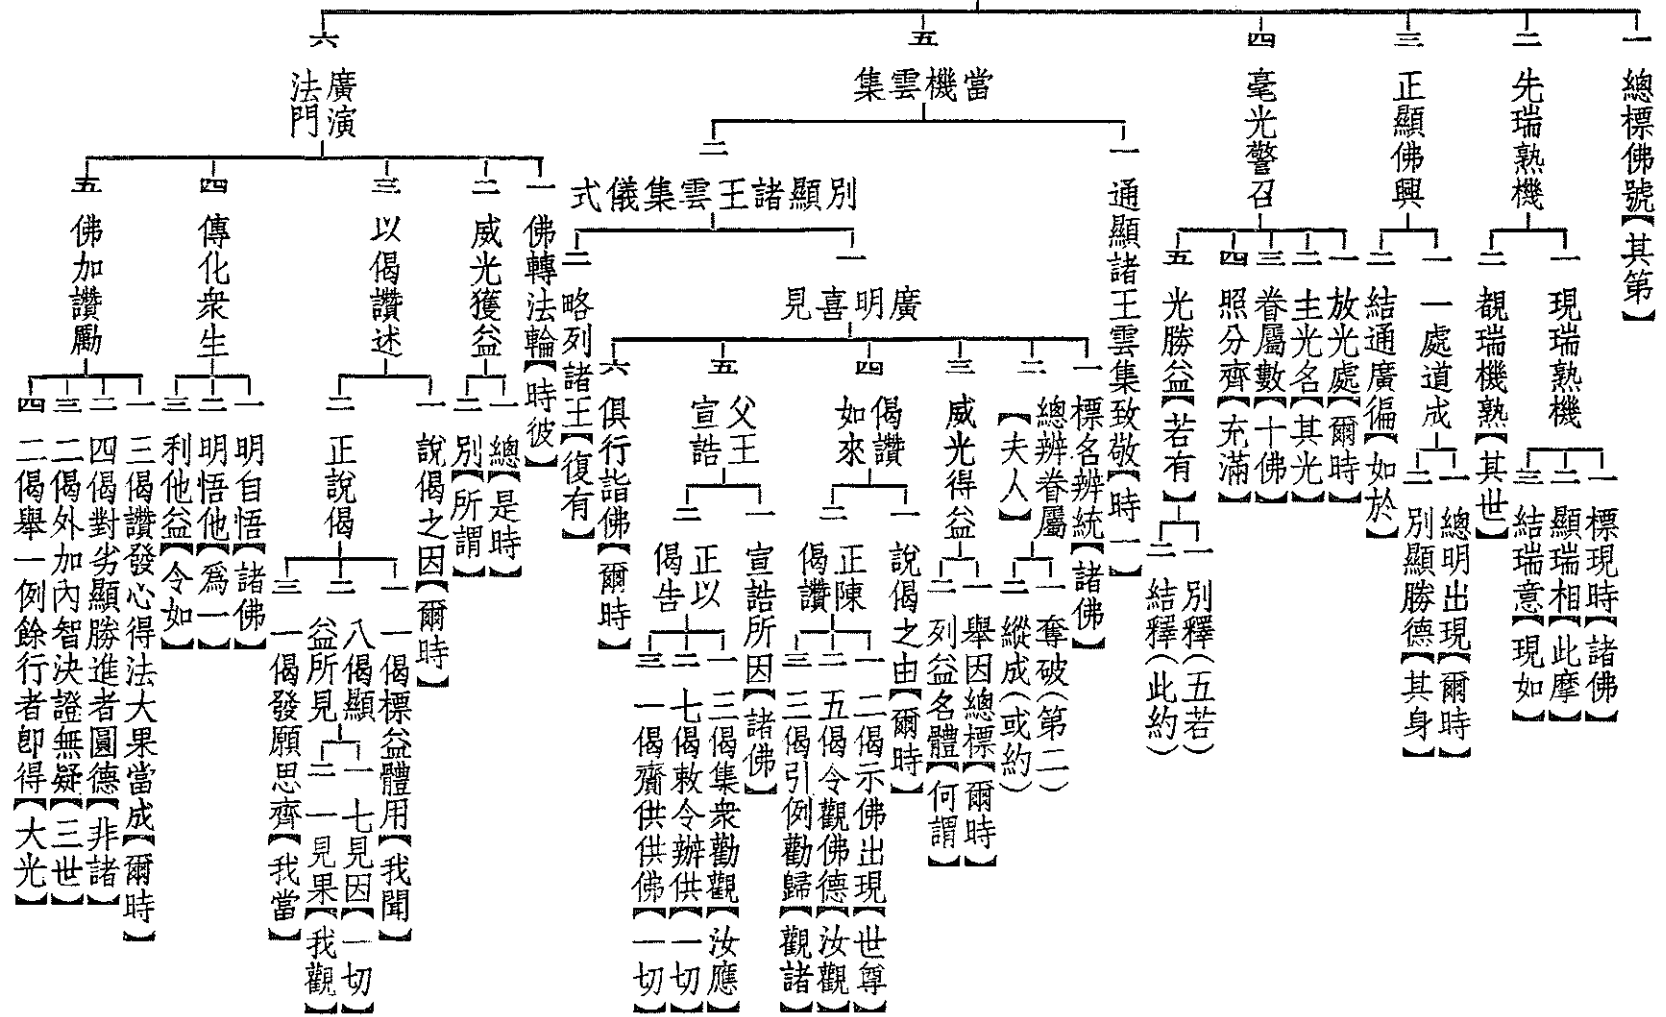 一 總標佛號【其第】
二 先瑞熟機
一 現瑞熟機
一 標現時【諸佛】
二 顯瑞相【此摩】
三 結瑞意【現如】
二 覩瑞機熟【其世】
三 正顯佛興
一 一處道成
一 總明出現【爾時】
二 別顯勝德【其身】
二 結通廣徧【如於】
四 毫光警召
一 放光處【爾時】
二 主光名【其光】
三 眷屬數【十佛】
四 照分齊【充滿】
五 光勝益【若有】
一 別釋(五若)
二 結釋(此約)
五 當機雲集
一 通顯諸王雲集致敬【時一】
二 別顯諸王雲集儀式
一 廣明喜見
一 標名辨統【諸佛】
二 總辨眷屬【夫人】
一 奪破(第二)
二 縱成(或約)
三 威光得益
一 舉因總標【爾時】
二 列益名體【何謂】
四 偈讚如來
一 說偈之由【爾時】
二 正陳偈讚
一 二偈示佛出現【世尊】
二 五偈令觀佛德【汝觀】
三 三偈引例勸歸【觀諸】
五 父王宣誥
一 宣誥所因【諸佛】
二 正以偈告
一 三偈集衆勸觀【汝應】
二 七偈敕令辦供【一切】
三 一偈齎供供佛【一切】
六 俱行詣佛【爾時】
二 略列諸王【復有】
六 廣演法門
一 佛轉法輪【時彼】
二 威光獲益
一 總【是時】
二 別【所謂】
三 以偈讚述
一 說偈之因【爾時】
二 正說偈
一 一偈標益體用【我聞】
二 八偈顯益所見
一 七見因【一切】
二 一見果【我觀】
三 一偈發願思齊【我當】
四 傳化衆生
一 明自悟【諸佛】
二 明悟他【爲一】
三 利他益【令如】
五 佛加讚勵
一 三偈讚發心得法大果當成【爾時】
二 四偈對劣顯勝進者圓德【非諸】
三 二偈外加內智決證無疑【三世】
四 二偈舉一例餘行者卽得【大光】